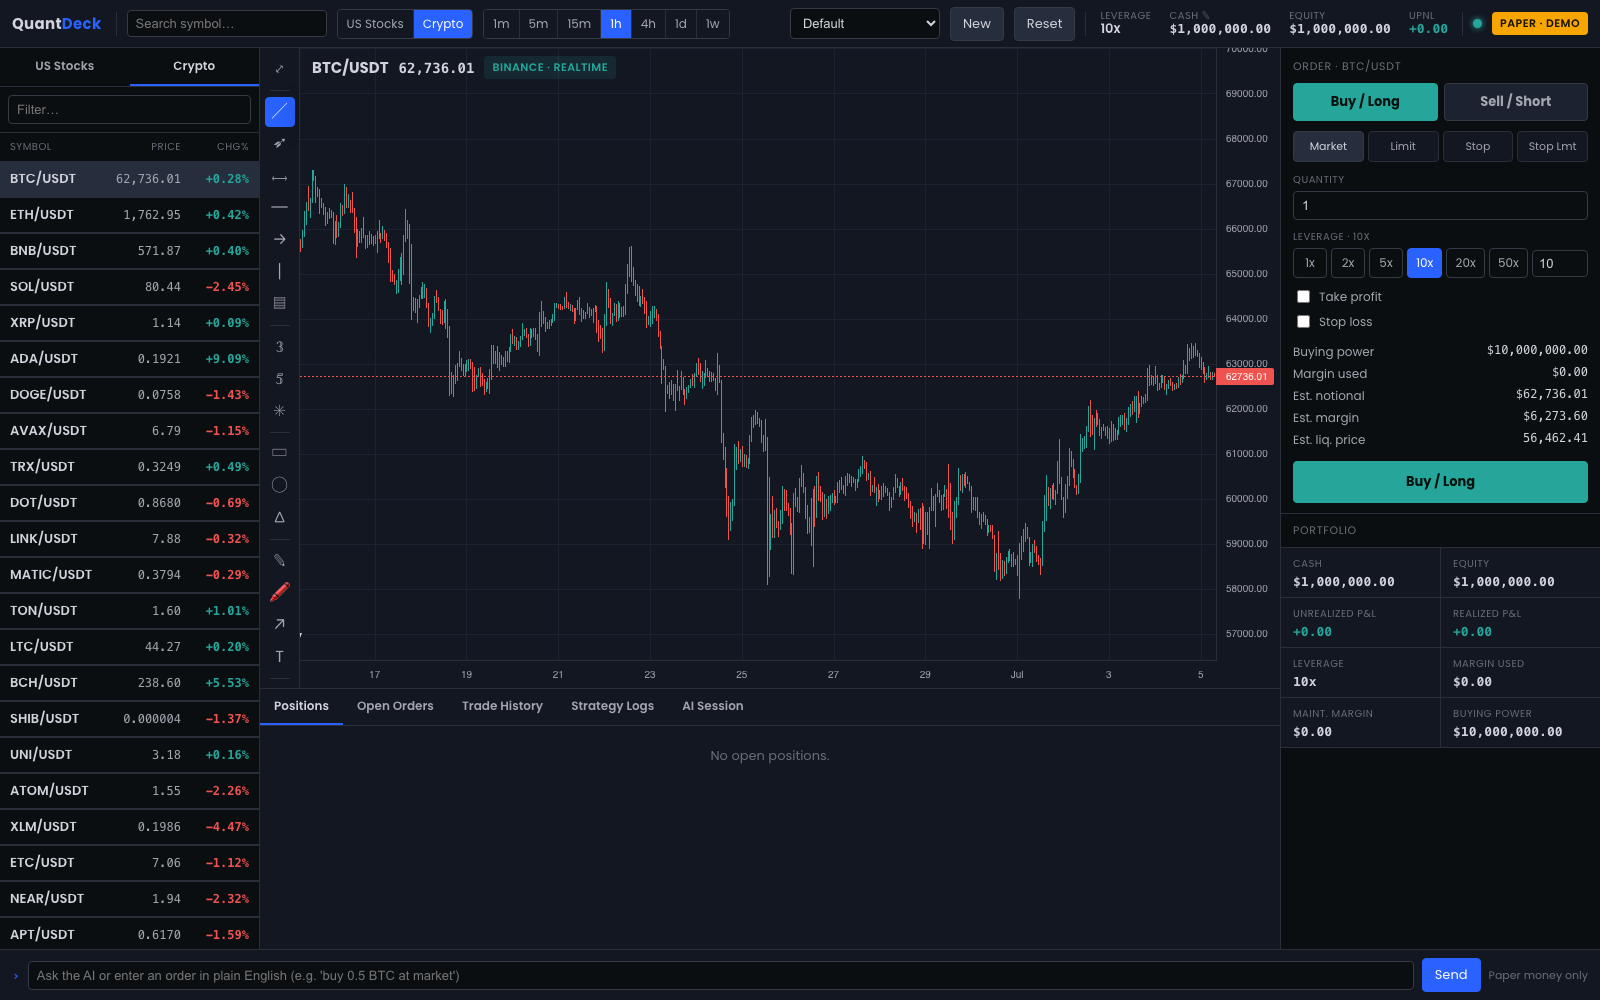 QuantDeck
Search symbol...
US Stocks Crypto
1m 5m 15m 1h 4h 1d 1w
Default
New
Reset
LEVERAGE
10x
CASH ✎
$1,000,000.00
EQUITY
$1,000,000.00
UPNL
+0.00
PAPER · DEMO
US Stocks Crypto
Filter...
SYMBOL PRICE CHG%
BTC/USDT 62,736.01 +0.28%
ETH/USDT 1,762.95 +0.42%
BNB/USDT 571.87 +0.40%
SOL/USDT 80.44 −2.45%
XRP/USDT 1.14 +0.09%
ADA/USDT 0.1921 +9.09%
DOGE/USDT 0.0758 −1.43%
AVAX/USDT 6.79 −1.15%
TRX/USDT 0.3249 +0.49%
DOT/USDT 0.8680 −0.69%
LINK/USDT 7.88 −0.32%
MATIC/USDT 0.3794 −0.29%
TON/USDT 1.60 +1.01%
LTC/USDT 44.27 +0.20%
BCH/USDT 238.60 +5.53%
SHIB/USDT 0.000004 −1.37%
UNI/USDT 3.18 +0.16%
ATOM/USDT 1.55 −2.26%
XLM/USDT 0.1986 −4.47%
ETC/USDT 7.06 −1.12%
NEAR/USDT 1.94 −2.32%
APT/USDT 0.6170 −1.59%
3
5
T
BTC/USDT 62,736.01 BINANCE · REALTIME
70000.00
69000.00
68000.00
67000.00
66000.00
65000.00
64000.00
63000.00
62736.01
62000.00
61000.00
60000.00
59000.00
58000.00
57000.00
17 19 21 23 25 27 29 Jul 3 5
Positions Open Orders Trade History Strategy Logs AI Session
No open positions.
ORDER · BTC/USDT
Buy / Long Sell / Short
Market Limit Stop Stop Lmt
QUANTITY
1
LEVERAGE · 10X
1x 2x 5x 10x 20x 50x 10
Take profit
Stop loss
Buying power $10,000,000.00
Margin used $0.00
Est. notional $62,736.01
Est. margin $6,273.60
Est. liq. price 56,462.41
Buy / Long
PORTFOLIO
CASH EQUITY
$1,000,000.00 $1,000,000.00
UNREALIZED P&L REALIZED P&L
+0.00 +0.00
LEVERAGE MARGIN USED
10x $0.00
MAINT. MARGIN BUYING POWER
$0.00 $10,000,000.00
› Ask the AI or enter an order in plain English (e.g. 'buy 0.5 BTC at market') Send Paper money only